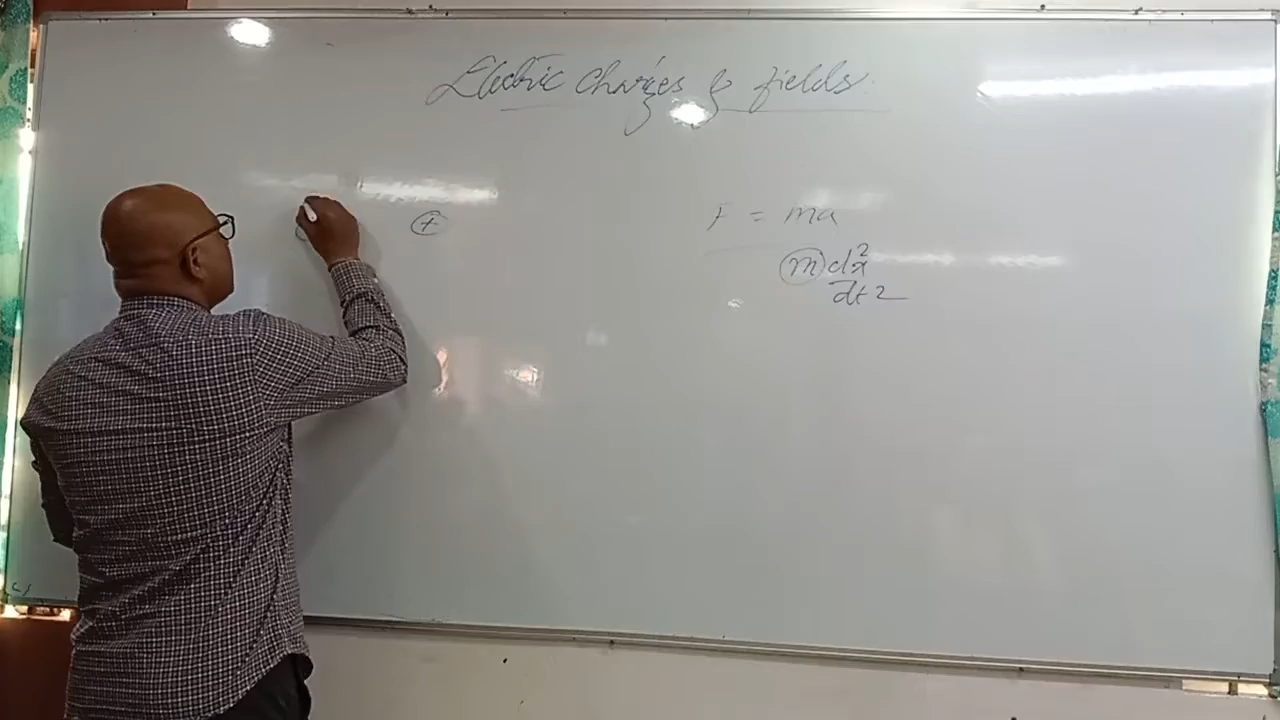 Electric Charges & fields
+
F = ma
m d²x
dt2